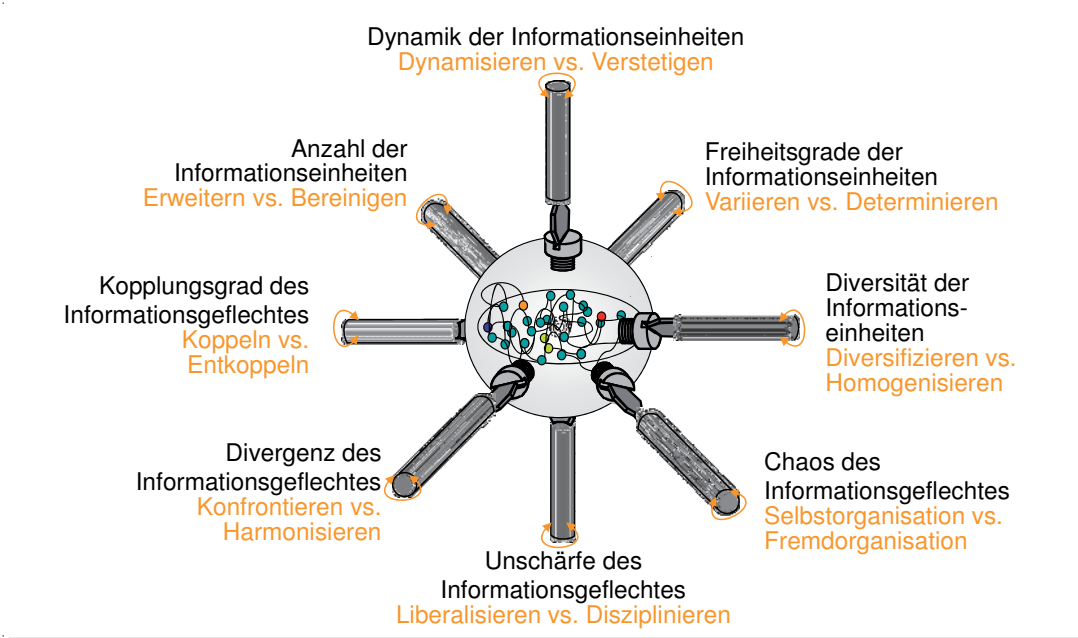 Dynamik der Informationseinheiten
Dynamisieren vs. Verstetigen
Anzahl der
Informationseinheiten
Erweitern vs. Bereinigen
Freiheitsgrade der
Informationseinheiten
Variieren vs. Determinieren
Kopplungsgrad des
Informationsgeflechtes
Koppeln vs.
Entkoppeln
Diversität der
Informations-
einheiten
Diversifizieren vs.
Homogenisieren
Divergenz des
Informationsgeflechtes
Konfrontieren vs.
Harmonisieren
Chaos des
Informationsgeflechtes
Selbstorganisation vs.
Fremdorganisation
Unschärfe des
Informationsgeflechtes
Liberalisieren vs. Disziplinieren